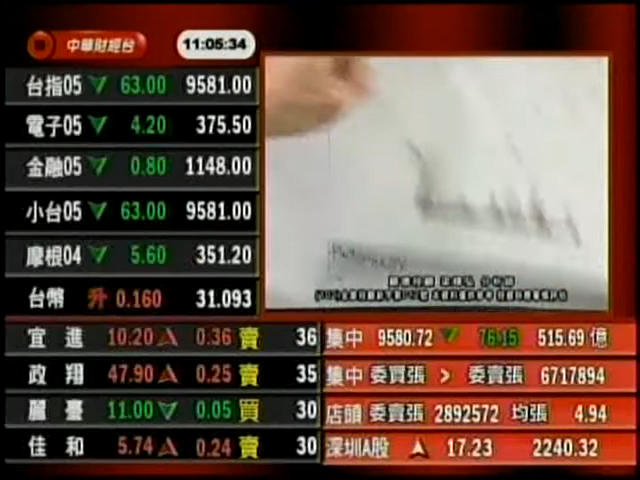 中華財經台 11:05:34
台指05 63.00 9581.00
電子05 4.20 375.50
金融05 0.80 1148.00
小台05 63.00 9581.00
摩根04 5.60 351.20
台幣 升 0.160 31.093
宜進 10.20 0.36 賣 36
政翔 47.90 0.25 賣 35
麗臺 11.00 0.05 買 30
佳和 5.74 0.24 賣 30
集中 9580.72 76.15 515.69 億
集中 委買張 > 委賣張 6717894
店頭 委賣張 2892572 均張 4.94
深圳A股 17.23 2240.32